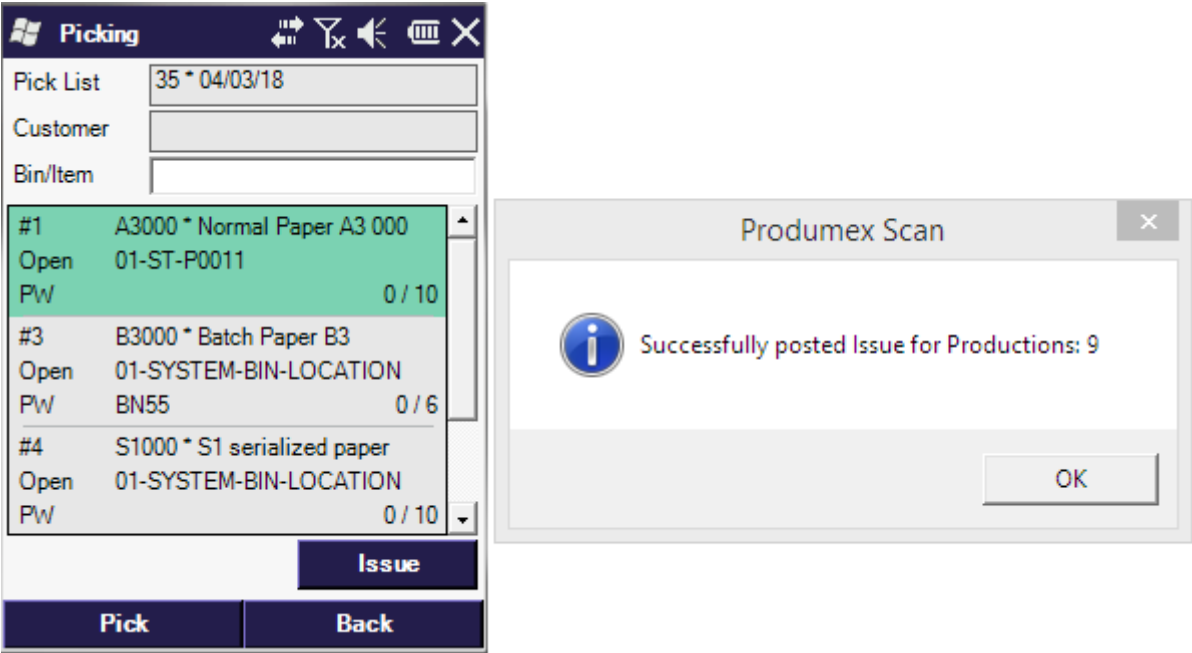 Picking
Pick List 35 * 04/03/18
Customer
Bin/Item
#1 A3000 * Normal Paper A3 000
Open 01-ST-P0011
PW 0 / 10
#3 B3000 * Batch Paper B3
Open 01-SYSTEM-BIN-LOCATION
PW BN55 0 / 6
#4 S1000 * S1 serialized paper
Open 01-SYSTEM-BIN-LOCATION
PW 0 / 10
Issue
Pick Back
Produmex Scan
Successfully posted Issue for Productions: 9
OK